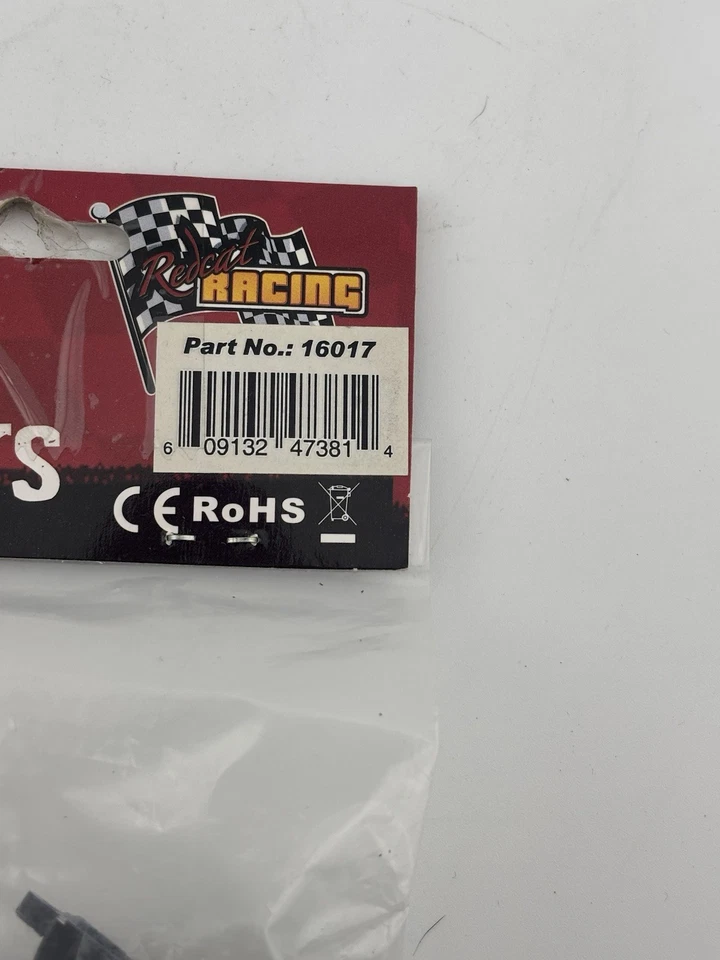 Redcat
RACING
Part No.: 16017
6 09132 47381 4
S
CE RoHS